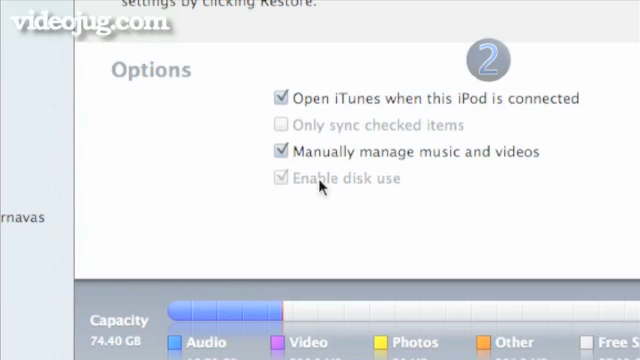 videojug.com
settings by clicking Restore.
2
Options
Open iTunes when this iPod is connected
Only sync checked items
Manually manage music and videos
Enable disk use
rnavas
Capacity
74.40 GB
Audio
Video
Photos
Other
Free S